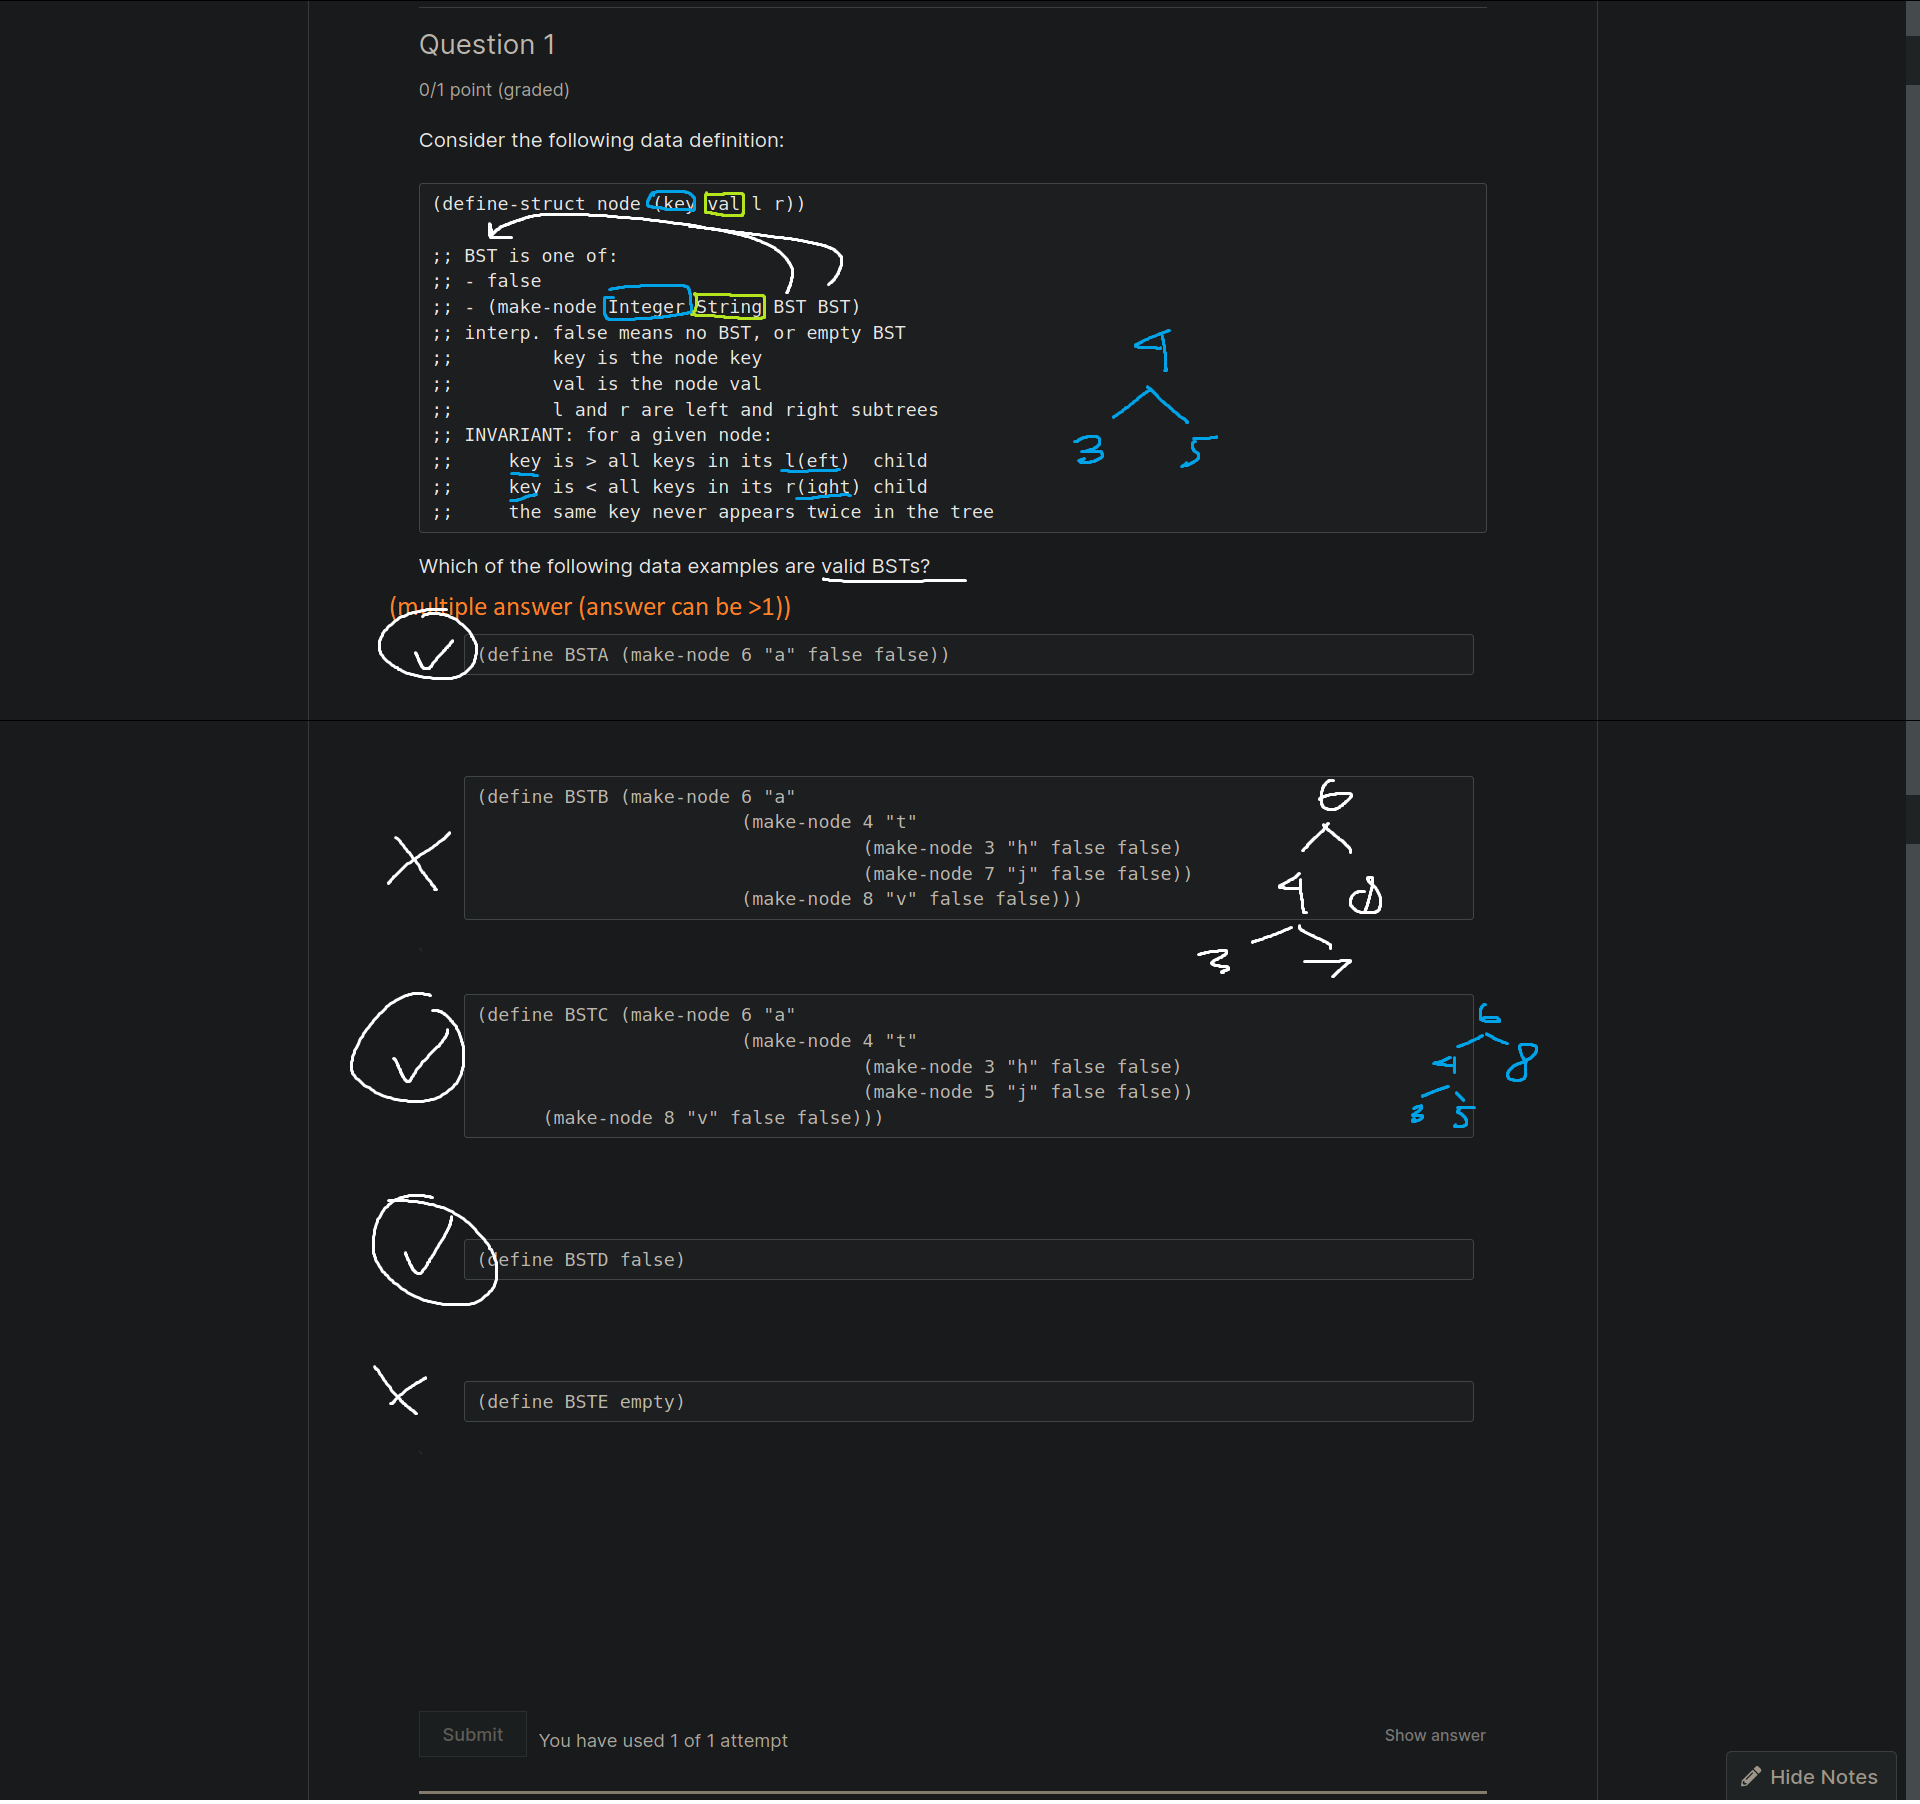 Question 1
0/1 point (graded)
Consider the following data definition:
(define-struct node (key val l r))
;; BST is one of:
;; - false
;; - (make-node Integer String BST BST)
;; interp. false means no BST, or empty BST
;;         key is the node key
;;         val is the node val
;;         l and r are left and right subtrees
;; INVARIANT: for a given node:
;;     key is > all keys in its l(eft)  child
;;     key is < all keys in its r(ight) child
;;     the same key never appears twice in the tree
4
3 5
Which of the following data examples are valid BSTs?
(multiple answer (answer can be >1))
(define BSTA (make-node 6 "a" false false))
(define BSTB (make-node 6 "a"
                        (make-node 4 "t"
                                   (make-node 3 "h" false false)
                                   (make-node 7 "j" false false))
                        (make-node 8 "v" false false)))
6
4 8
3 7
(define BSTC (make-node 6 "a"
                        (make-node 4 "t"
                                   (make-node 3 "h" false false)
                                   (make-node 5 "j" false false))
      (make-node 8 "v" false false)))
6
4 8
3 5
(define BSTD false)
(define BSTE empty)
Submit You have used 1 of 1 attempt Show answer
Hide Notes